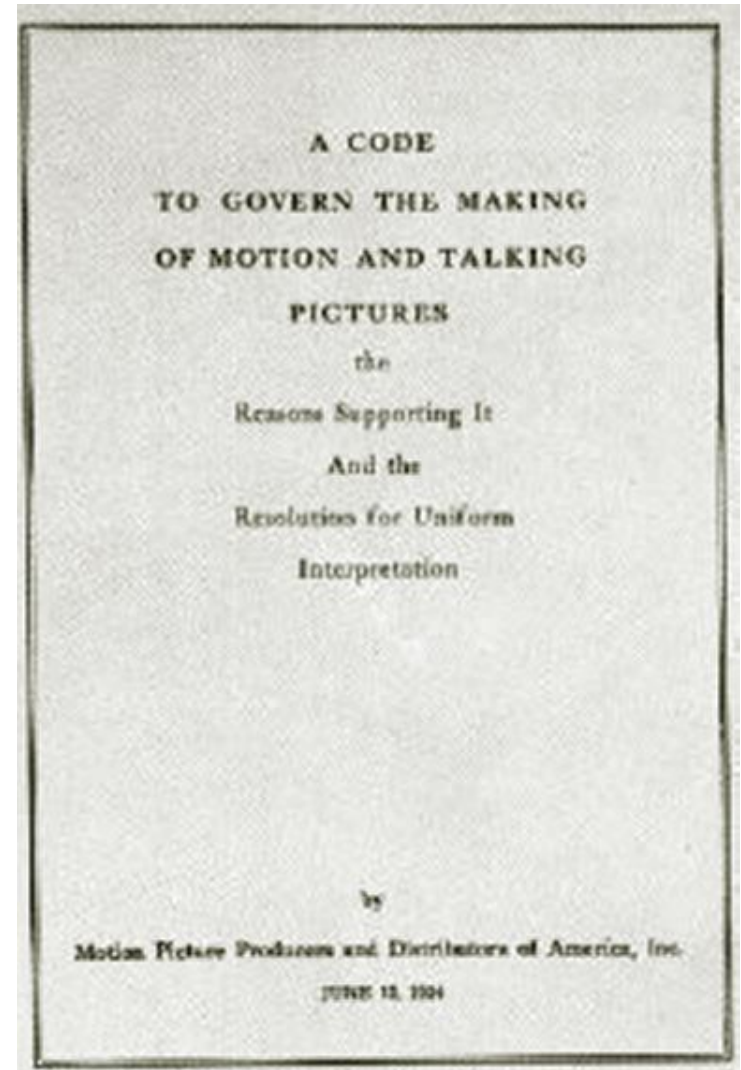 A CODE
TO GOVERN THE MAKING
OF MOTION AND TALKING
PICTURES
the
Reasons Supporting It
And the
Resolution for Uniform
Interpretation
by
Motion Picture Producers and Distributors of America, Inc.
JUNE 13, 1934